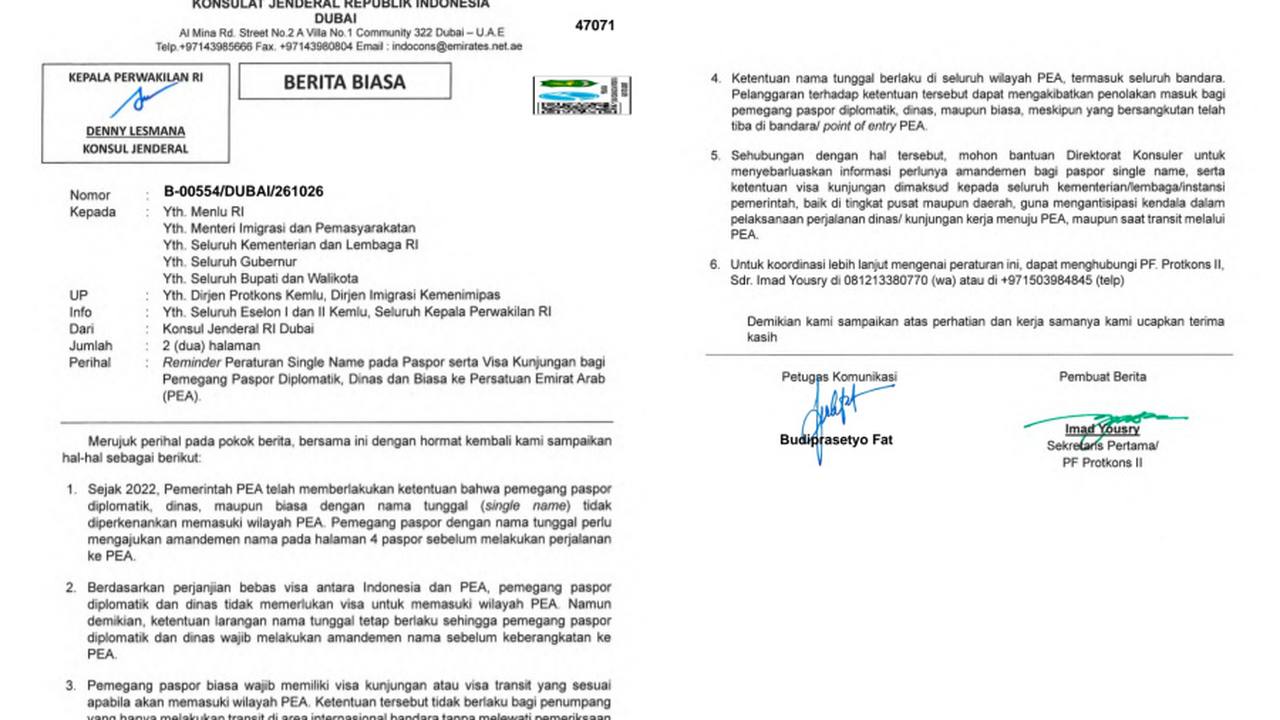 KONSULAT JENDERAL REPUBLIK INDONESIA
DUBAI
Al Mina Rd. Street No.2 A Villa No.1 Community 322 Dubai – U.A.E
Telp.+97143985666 Fax. +97143980804 Email : indocons@emirates.net.ae
47071
KEPALA PERWAKILAN RI
DENNY LESMANA
KONSUL JENDERAL
BERITA BIASA
Nomor : B-00554/DUBAI/261026
Kepada : Yth. Menlu RI
Yth. Menteri Imigrasi dan Pemasyarakatan
Yth. Seluruh Kementerian dan Lembaga RI
Yth. Seluruh Gubernur
Yth. Seluruh Bupati dan Walikota
UP : Yth. Dirjen Protkons Kemlu, Dirjen Imigrasi Kemenimipas
Info : Yth. Seluruh Eselon I dan II Kemlu, Seluruh Kepala Perwakilan RI
Dari : Konsul Jenderal RI Dubai
Jumlah : 2 (dua) halaman
Perihal : Reminder Peraturan Single Name pada Paspor serta Visa Kunjungan bagi
Pemegang Paspor Diplomatik, Dinas dan Biasa ke Persatuan Emirat Arab
(PEA).
Merujuk perihal pada pokok berita, bersama ini dengan hormat kembali kami sampaikan
hal-hal sebagai berikut:
1. Sejak 2022, Pemerintah PEA telah memberlakukan ketentuan bahwa pemegang paspor
diplomatik, dinas, maupun biasa dengan nama tunggal (single name) tidak
diperkenankan memasuki wilayah PEA. Pemegang paspor dengan nama tunggal perlu
mengajukan amandemen nama pada halaman 4 paspor sebelum melakukan perjalanan
ke PEA.
2. Berdasarkan perjanjian bebas visa antara Indonesia dan PEA, pemegang paspor
diplomatik dan dinas tidak memerlukan visa untuk memasuki wilayah PEA. Namun
demikian, ketentuan larangan nama tunggal tetap berlaku sehingga pemegang paspor
diplomatik dan dinas wajib melakukan amandemen nama sebelum keberangkatan ke
PEA.
3. Pemegang paspor biasa wajib memiliki visa kunjungan atau visa transit yang sesuai
apabila akan memasuki wilayah PEA. Ketentuan tersebut tidak berlaku bagi penumpang
yang hanya melakukan transit di area internasional bandara tanpa melewati pemeriksaan
4. Ketentuan nama tunggal berlaku di seluruh wilayah PEA, termasuk seluruh bandara.
Pelanggaran terhadap ketentuan tersebut dapat mengakibatkan penolakan masuk bagi
pemegang paspor diplomatik, dinas, maupun biasa, meskipun yang bersangkutan telah
tiba di bandara/ point of entry PEA.
5. Sehubungan dengan hal tersebut, mohon bantuan Direktorat Konsuler untuk
menyebarluaskan informasi perlunya amandemen bagi paspor single name, serta
ketentuan visa kunjungan dimaksud kepada seluruh kementerian/lembaga/instansi
pemerintah, baik di tingkat pusat maupun daerah, guna mengantisipasi kendala dalam
pelaksanaan perjalanan dinas/ kunjungan kerja menuju PEA, maupun saat transit melalui
PEA.
6. Untuk koordinasi lebih lanjut mengenai peraturan ini, dapat menghubungi PF. Protkons II,
Sdr. Imad Yousry di 081213380770 (wa) atau di +971503984845 (telp)
Demikian kami sampaikan atas perhatian dan kerja samanya kami ucapkan terima
kasih
Petugas Komunikasi
Budiprasetyo Fat
Pembuat Berita
Imad Yousry
Sekretaris Pertama/
PF Protkons II